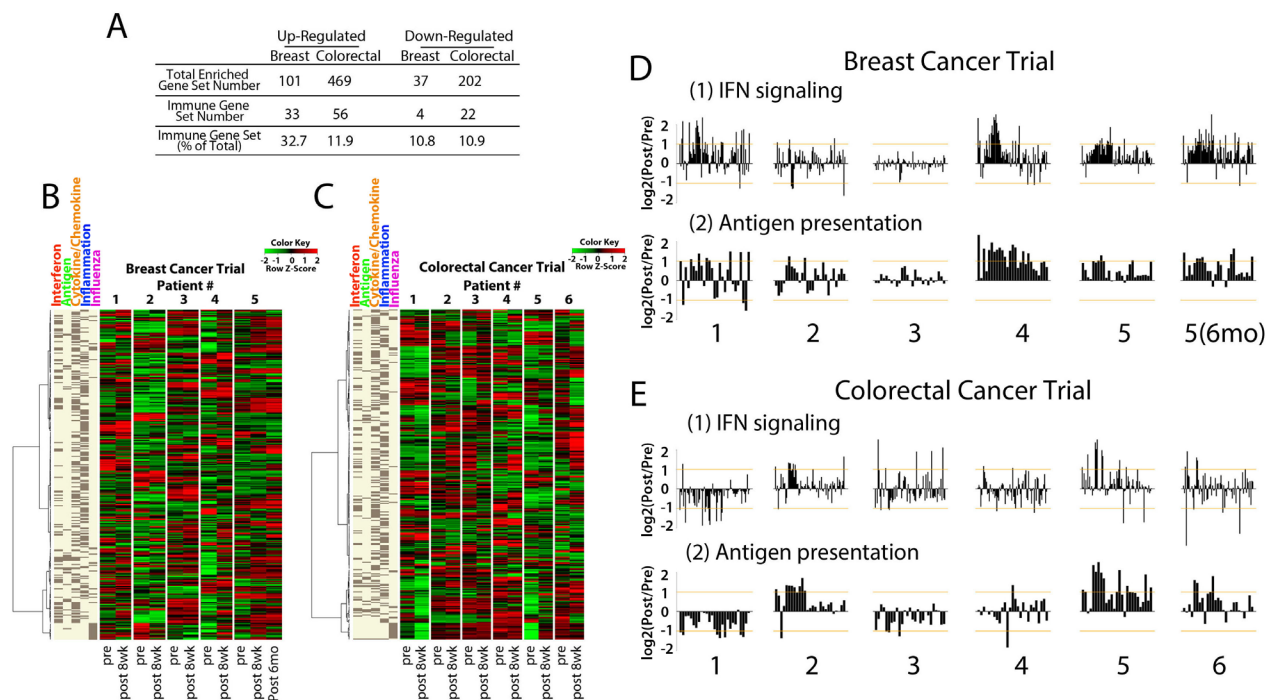 A
Up-Regulated Down-Regulated
Breast Colorectal Breast Colorectal
Total Enriched
Gene Set Number 101 469 37 202
Immune Gene
Set Number 33 56 4 22
Immune Gene Set
(% of Total) 32.7 11.9 10.8 10.9
B
Interferon
Antigen
Cytokine/Chemokine
Inflammation
Influenza
Color Key
-2 -1 0 1 2
Row Z-Score
Breast Cancer Trial
Patient #
1 2 3 4 5
pre
post 8wk
pre
post 8wk
pre
post 8wk
pre
post 8wk
pre
post 8wk
Post 6mo
C
Interferon
Antigen
Cytokine/Chemokine
Inflammation
Influenza
Color Key
-2 -1 0 1 2
Row Z-Score
Colorectal Cancer Trial
Patient #
1 2 3 4 5 6
pre
post 8wk
pre
post 8wk
pre
post 8wk
pre
post 8wk
pre
post 8wk
pre
post 8wk
D
Breast Cancer Trial
(1) IFN signaling
log2(Post/Pre)
2
1
0
-1
-2
(2) Antigen presentation
log2(Post/Pre)
2
1
0
-1
-2
1 2 3 4 5 5(6mo)
E
Colorectal Cancer Trial
(1) IFN signaling
log2(Post/Pre)
2
1
0
-1
-2
(2) Antigen presentation
log2(Post/Pre)
2
1
0
-1
-2
1 2 3 4 5 6